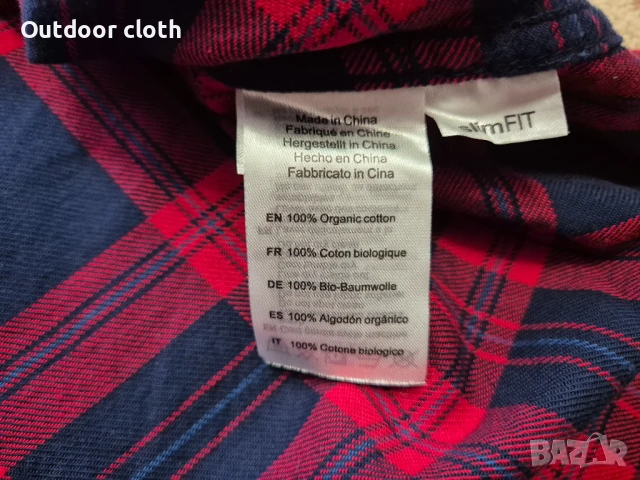 Outdoor cloth
Made in China
Fabriqué en Chine
Hergestellt in China
Hecho en China
Fabbricato in Cina
slimFIT
EN 100% Organic cotton
FR 100% Coton biologique
DE 100% Bio-Baumwolle
ES 100% Algodón orgánico
IT 100% Cotone biologico
BAZAR